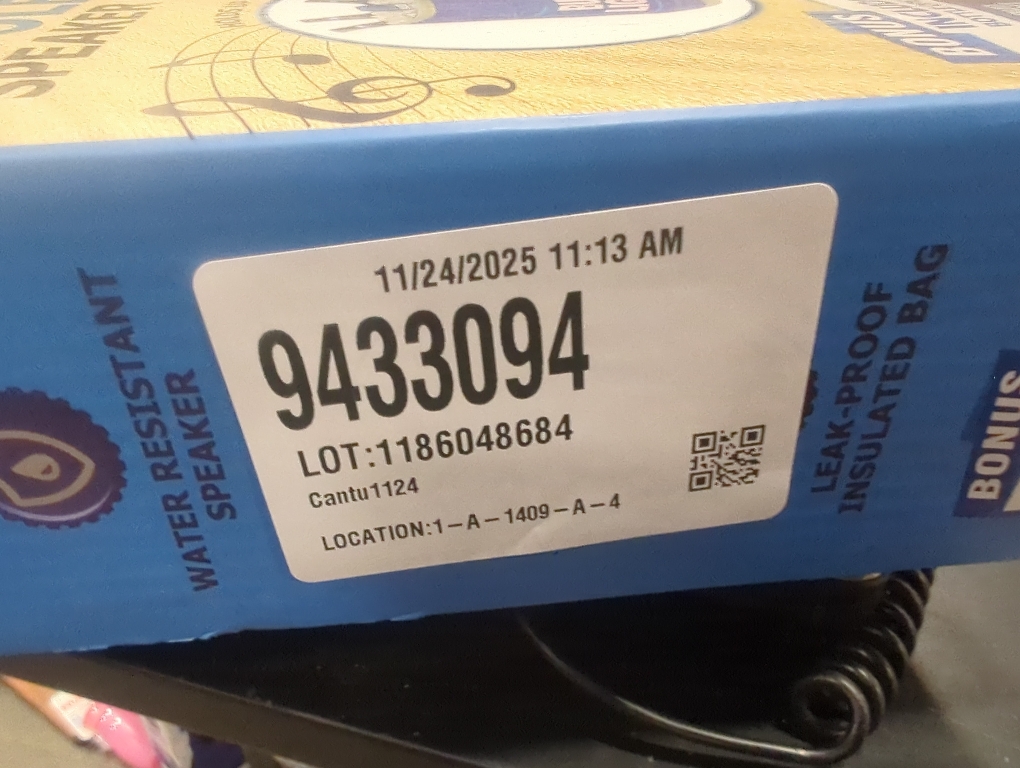 SPEAKER
BONUS
11/24/2025 11:13 AM
9433094
LOT:1186048684
Cantu1124
LOCATION:1-A-1409-A-4
WATER RESISTANT
SPEAKER
LEAK-PROOF
INSULATED BAG
BONUS